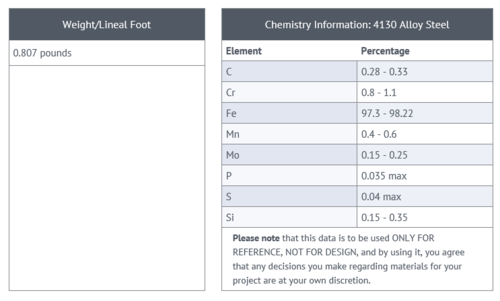 Weight/Lineal Foot
0.807 pounds
Chemistry Information: 4130 Alloy Steel
Element Percentage
C 0.28 - 0.33
Cr 0.8 - 1.1
Fe 97.3 - 98.22
Mn 0.4 - 0.6
Mo 0.15 - 0.25
P 0.035 max
S 0.04 max
Si 0.15 - 0.35
Please note that this data is to be used ONLY FOR
REFERENCE, NOT FOR DESIGN, and by using it, you agree
that any decisions you make regarding materials for your
project are at your own discretion.